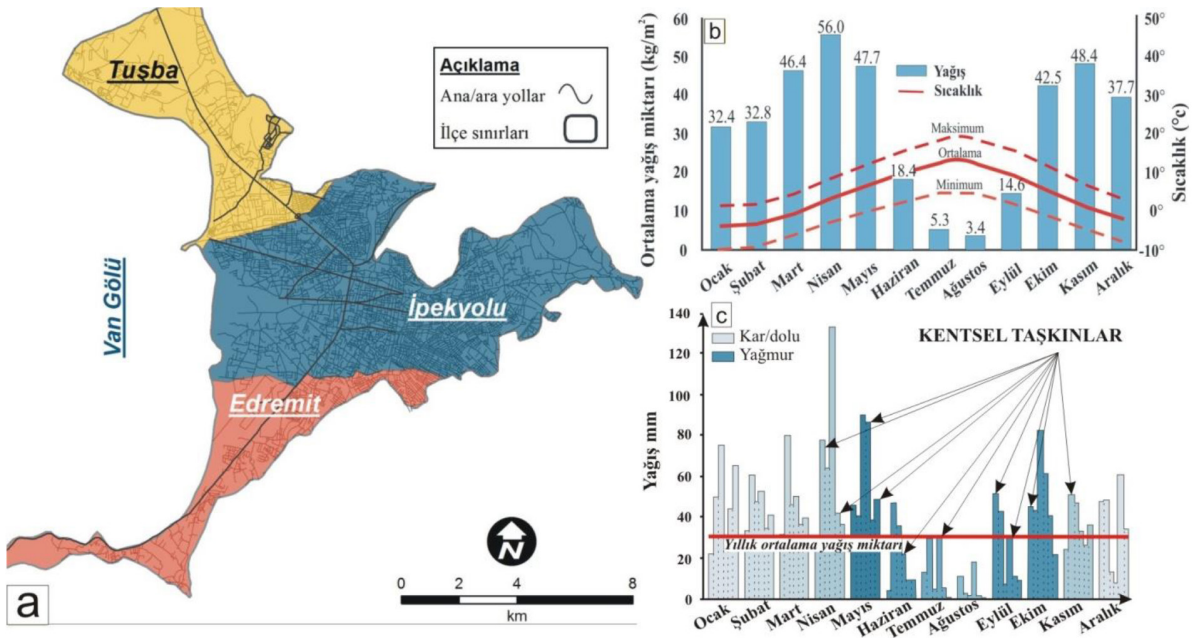 Tuşba
Açıklama
Ana/ara yollar
İlçe sınırları
Van Gölü
İpekyolu
Edremit
N
0 2 4 8
km
a
b
Ortalama yağış miktarı (kg/m²)
60
50
40
30
20
10
0
32.4
32.8
46.4
56.0
47.7
18.4
5.3
3.4
14.6
42.5
48.4
37.7
Yağış
Sıcaklık
Maksimum
Ortalama
Minimum
50°
40°
30°
20°
10°
0°
-10°
Sıcaklık (°c)
Ocak
Şubat
Mart
Nisan
Mayıs
Haziran
Temmuz
Ağustos
Eylül
Ekim
Kasım
Aralık
c
Yağış mm
140
120
100
80
60
40
20
0
Kar/dolu
Yağmur
KENTSEL TAŞKINLAR
Yıllık ortalama yağış miktarı
Ocak
Şubat
Mart
Nisan
Mayıs
Haziran
Temmuz
Ağustos
Eylül
Ekim
Kasım
Aralık